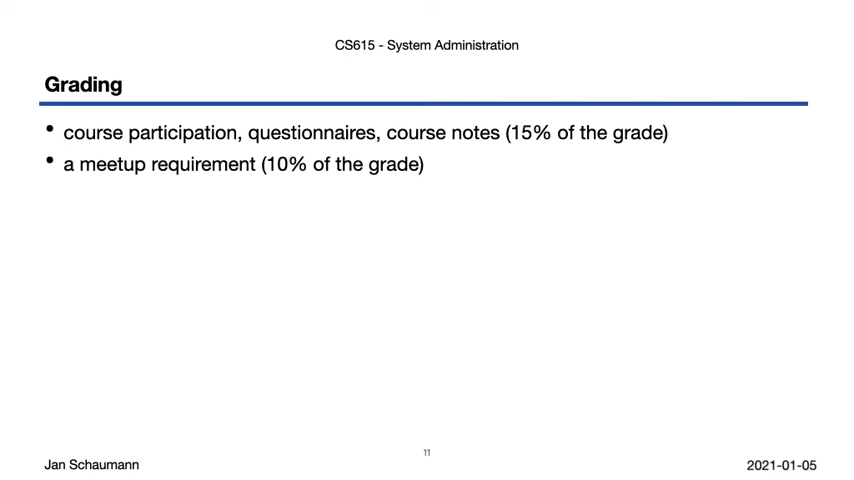 CS615 - System Administration
Grading
• course participation, questionnaires, course notes (15% of the grade)
• a meetup requirement (10% of the grade)
11
Jan Schaumann
2021-01-05